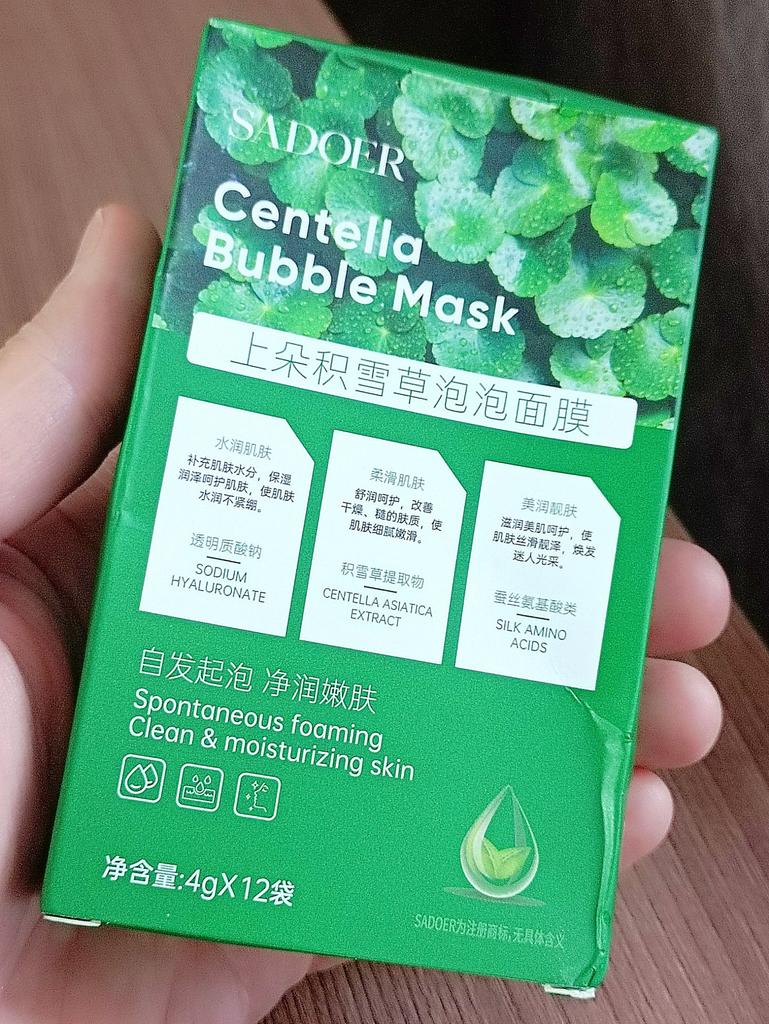 SADOER
Centella
Bubble Mask
上朵积雪草泡泡面膜
水润肌肤
补充肌肤水分，保湿
润泽呵护肌肤，使肌肤
水润不紧绷。
透明质酸钠
SODIUM
HYALURONATE
柔滑肌肤
舒润呵护，改善
干燥、糙的肤质，使
肌肤细腻嫩滑。
积雪草提取物
CENTELLA ASIATICA
EXTRACT
美润靓肤
滋润美肌呵护，使
肌肤丝滑靓泽，焕发
迷人光采。
蚕丝氨基酸类
SILK AMINO
ACIDS
自发起泡 净润嫩肤
Spontaneous foaming
Clean & moisturizing skin
净含量:4gX12袋
SADOER为注册商标,无具体含义